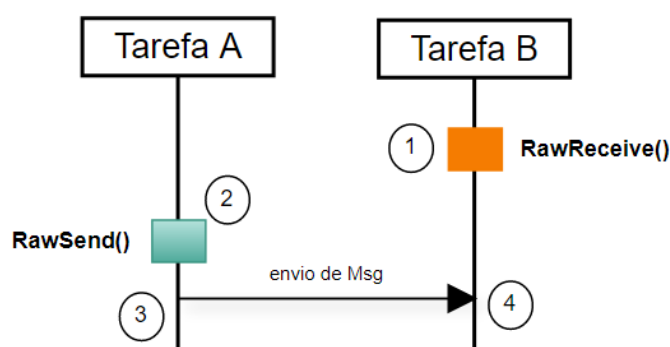 Tarefa A
Tarefa B
1
RawReceive()
2
RawSend()
envio de Msg
3
4